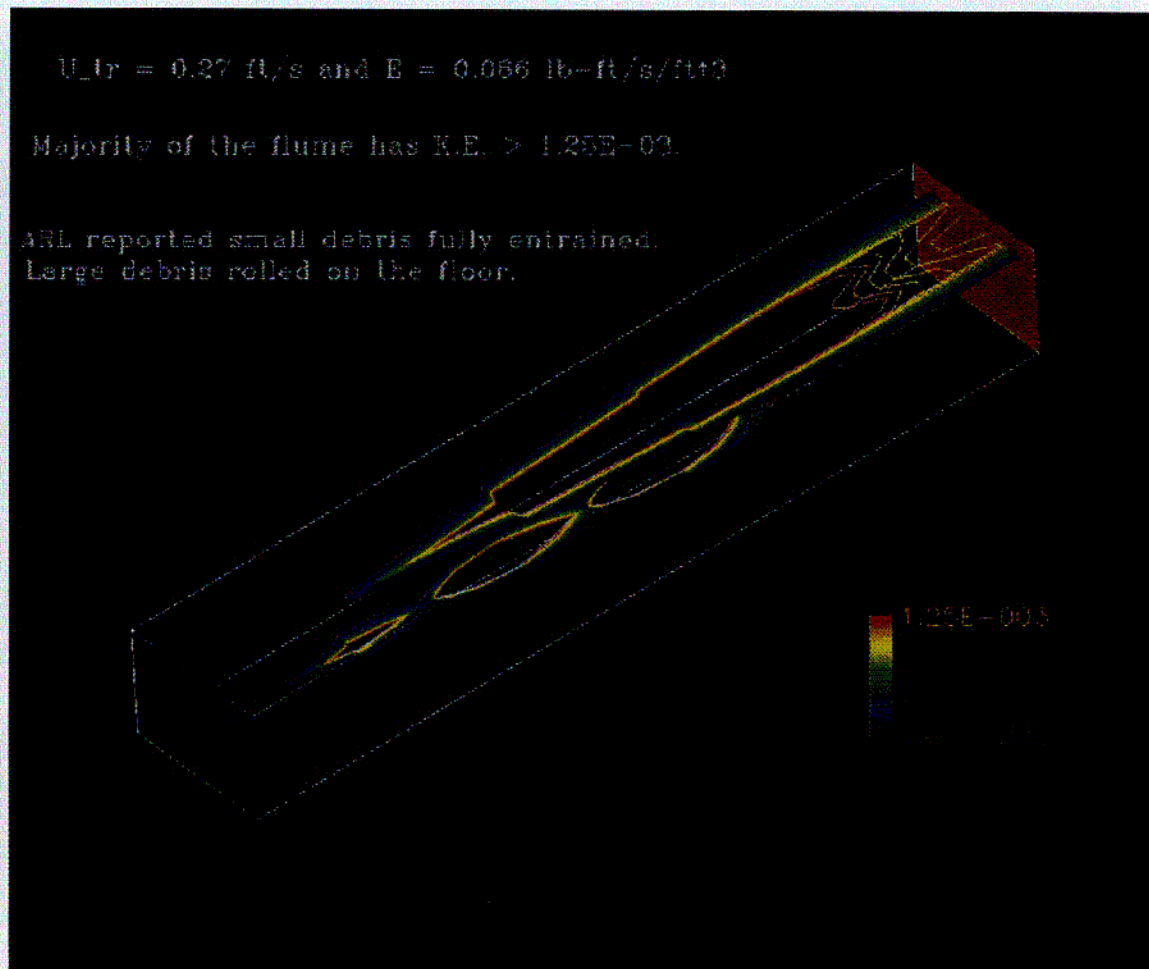 U_tr = 0.27 ft/s and E = 0.086 lb-ft/s/ft+3
Majority of the flume has K.E. > 1.25E-03.
ARL reported small debris fully entrained.
Large debris rolled on the floor.
1.25E-003